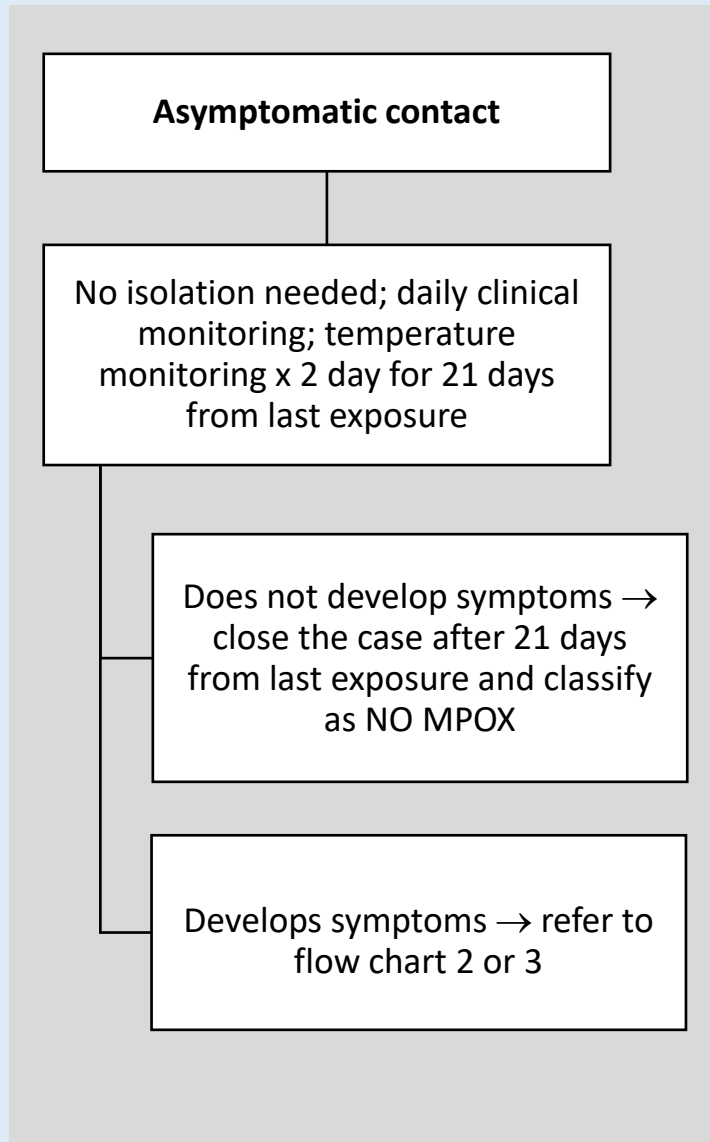 Asymptomatic contact
No isolation needed; daily clinical
monitoring; temperature
monitoring x 2 day for 21 days
from last exposure
Does not develop symptoms →
close the case after 21 days
from last exposure and classify
as NO MPOX
Develops symptoms → refer to
flow chart 2 or 3